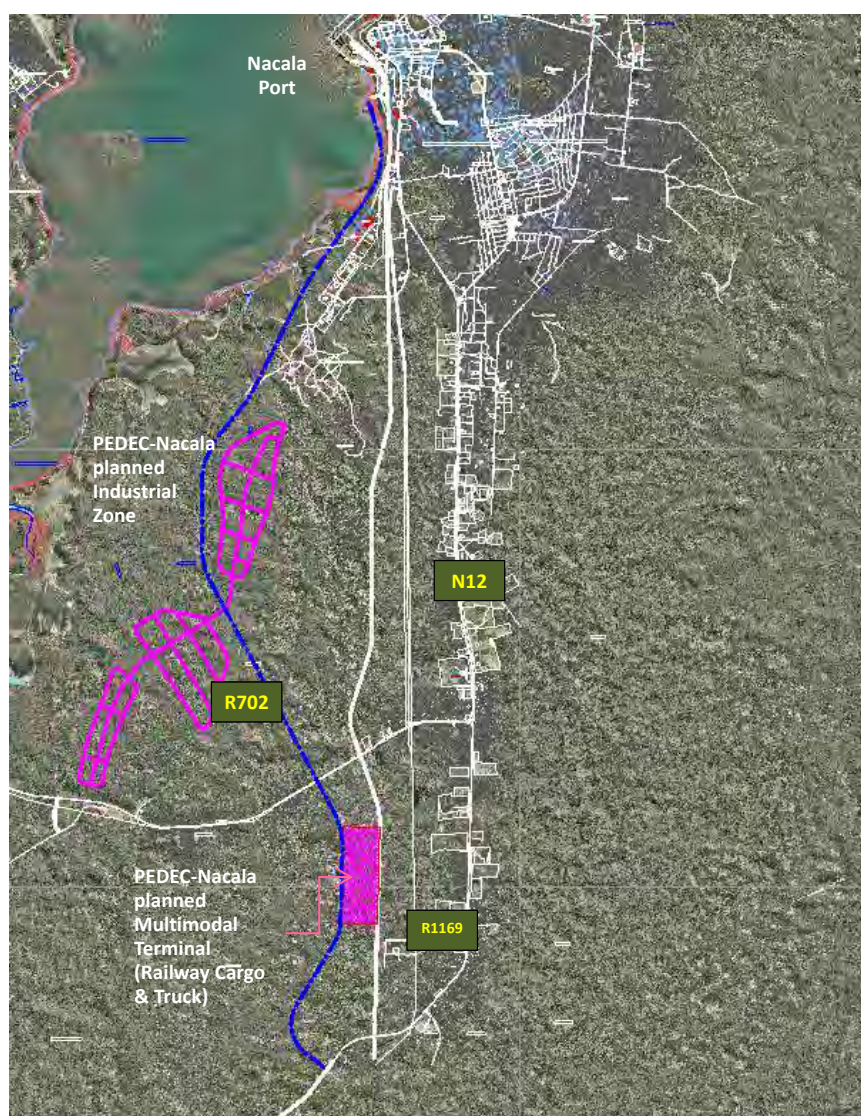 Nacala
Port
PEDEC-Nacala
planned
Industrial
Zone
N12
R702
PEDEC-Nacala
planned
Multimodal
Terminal
(Railway Cargo
& Truck)
R1169